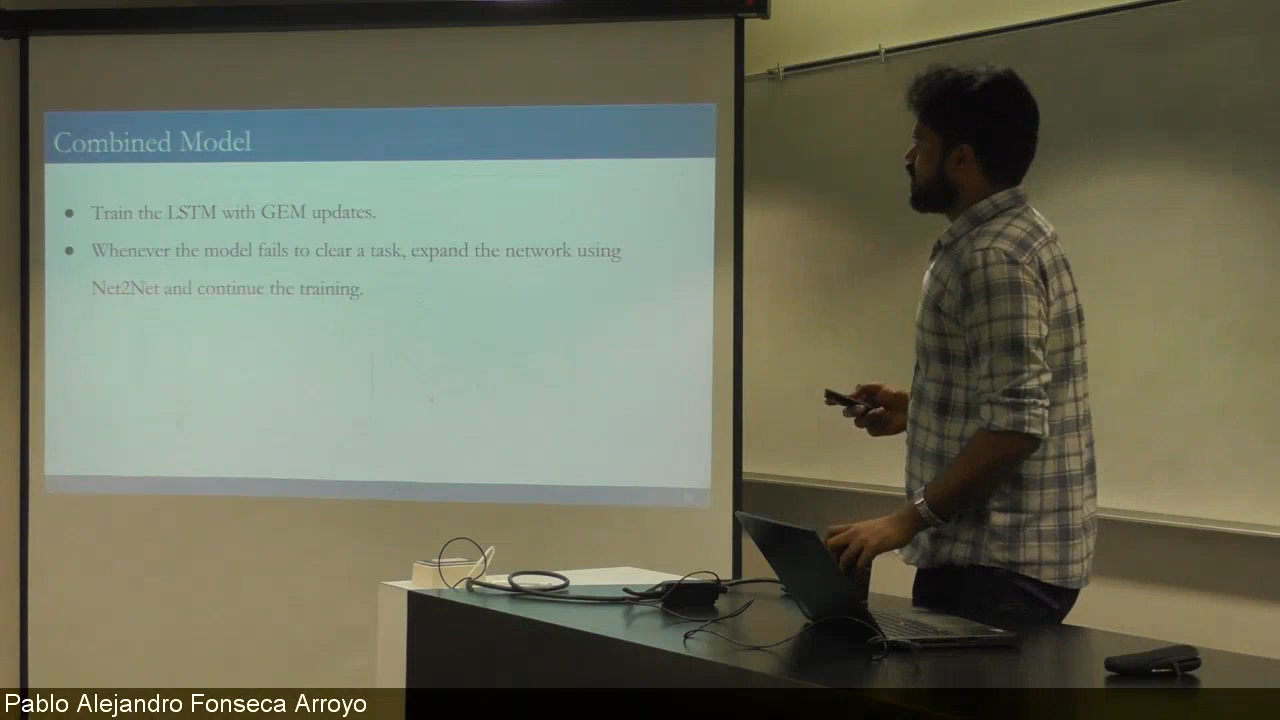 Combined Model
● Train the LSTM with GEM updates.
● Whenever the model fails to clear a task, expand the network using
Net2Net and continue the training.
Pablo Alejandro Fonseca Arroyo